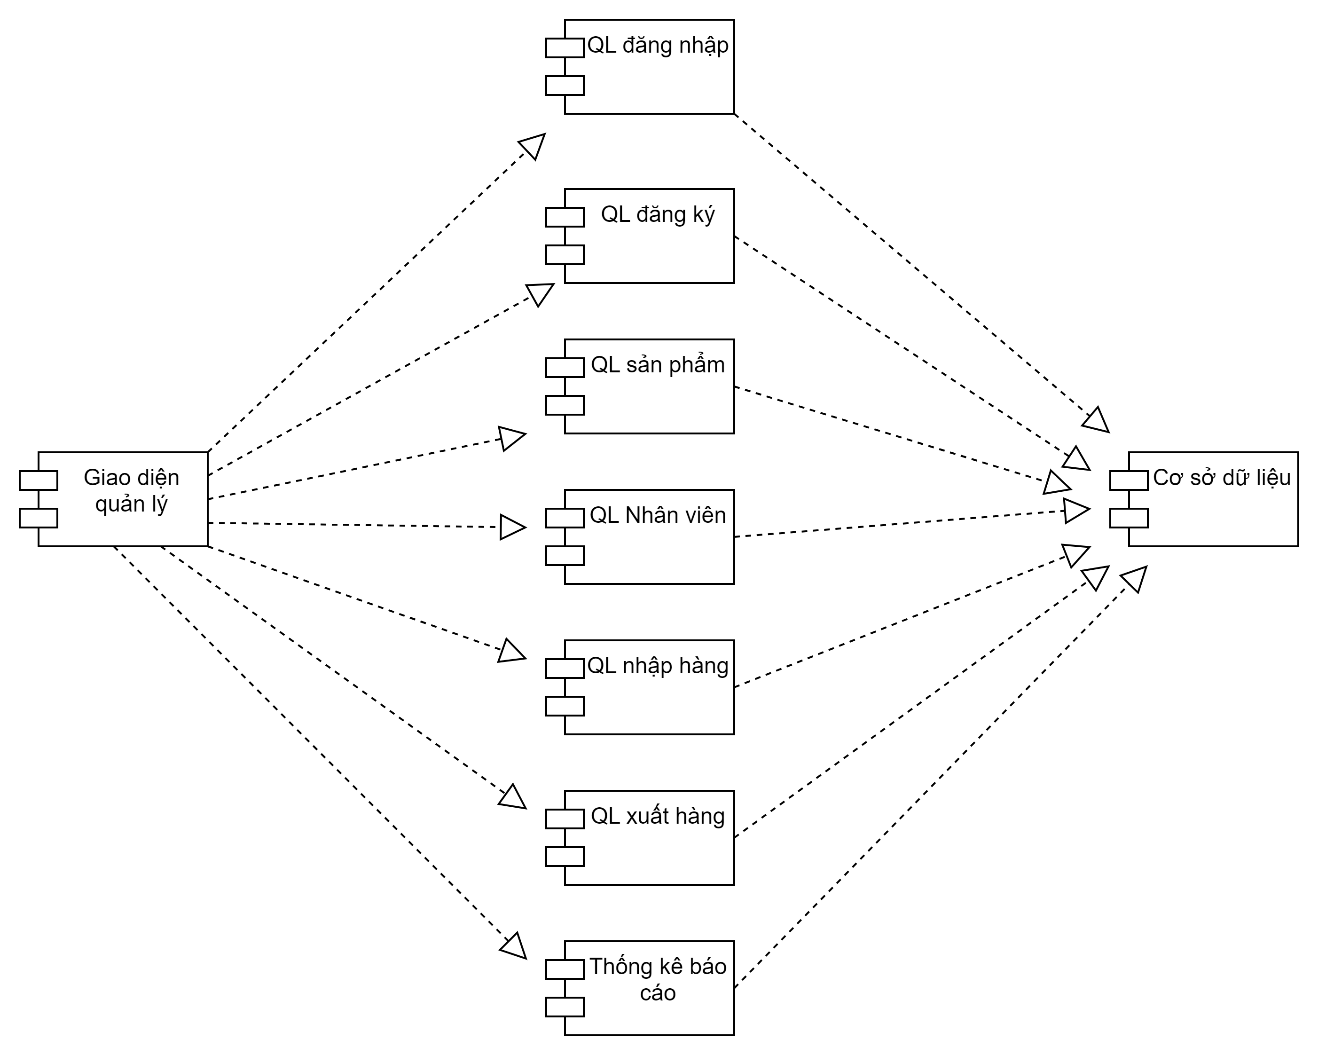 QL đăng nhập
QL đăng ký
QL sản phẩm
Giao diện
quản lý
Cơ sở dữ liệu
QL Nhân viên
QL nhập hàng
QL xuất hàng
Thống kê báo
cáo